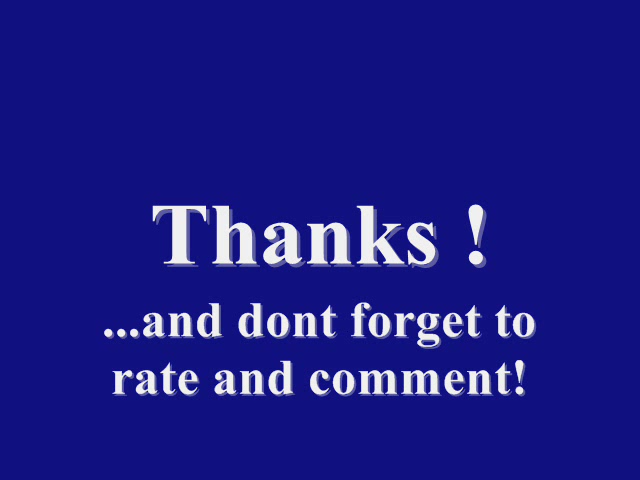 Thanks !
...and dont forget to
rate and comment!